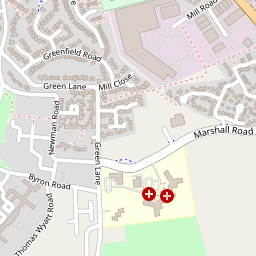 Mill Road
Greenfield Road
Green Lane
Mill Close
Newman Road
Marshall Road
Green Lane
Byron Road
Thomas Wyatt Road